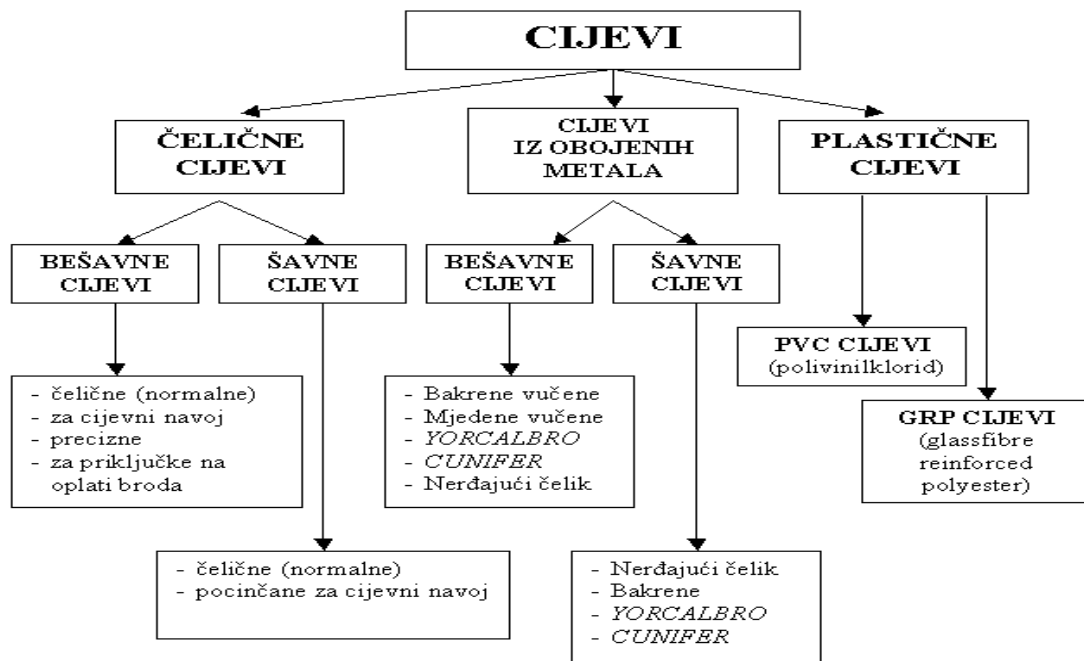 CIJEVI
ČELIČNE
CIJEVI
CIJEVI
IZ OBOJENIH
METALA
PLASTIČNE
CIJEVI
BEŠAVNE
CIJEVI
ŠAVNE
CIJEVI
BEŠAVNE
CIJEVI
ŠAVNE
CIJEVI
PVC CIJEVI
(polivinilklorid)
- čelične (normalne)
- za cijevni navoj
- precizne
- za priključke na
oplati broda
- Bakrene vučene
- Mjedene vučene
- YORCALBRO
- CUNIFER
- Nerđajući čelik
GRP CIJEVI
(glassfibre
reinforced
polyester)
- čelične (normalne)
- pocinčane za cijevni navoj
- Nerđajući čelik
- Bakrene
- YORCALBRO
- CUNIFER